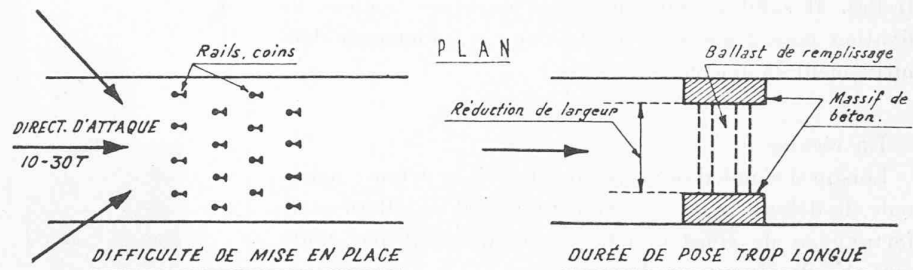 PLAN
Rails, coins
DIRECT. D'ATTAQUE
10-30T
DIFFICULTÉ DE MISE EN PLACE
Ballast de remplissage
Réduction de largeur
Massif de
béton.
DURÉE DE POSE TROP LONGUE